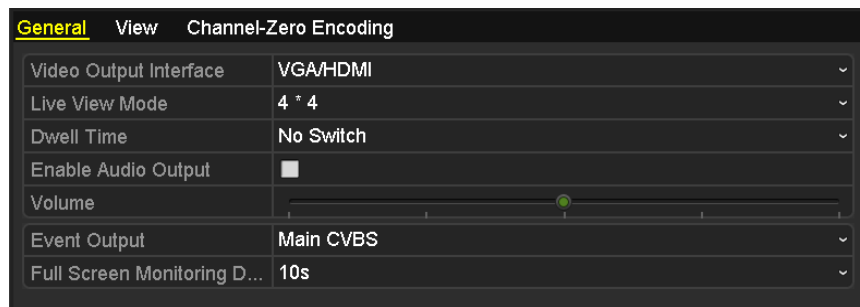 General View Channel-Zero Encoding
Video Output Interface VGA/HDMI
Live View Mode 4 * 4
Dwell Time No Switch
Enable Audio Output
Volume
Event Output Main CVBS
Full Screen Monitoring D... 10s